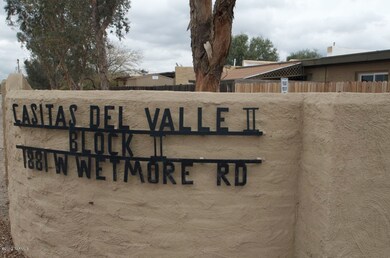 CASITAS DEL VALLE II
BLOCK II
1881 W WETMORE RD